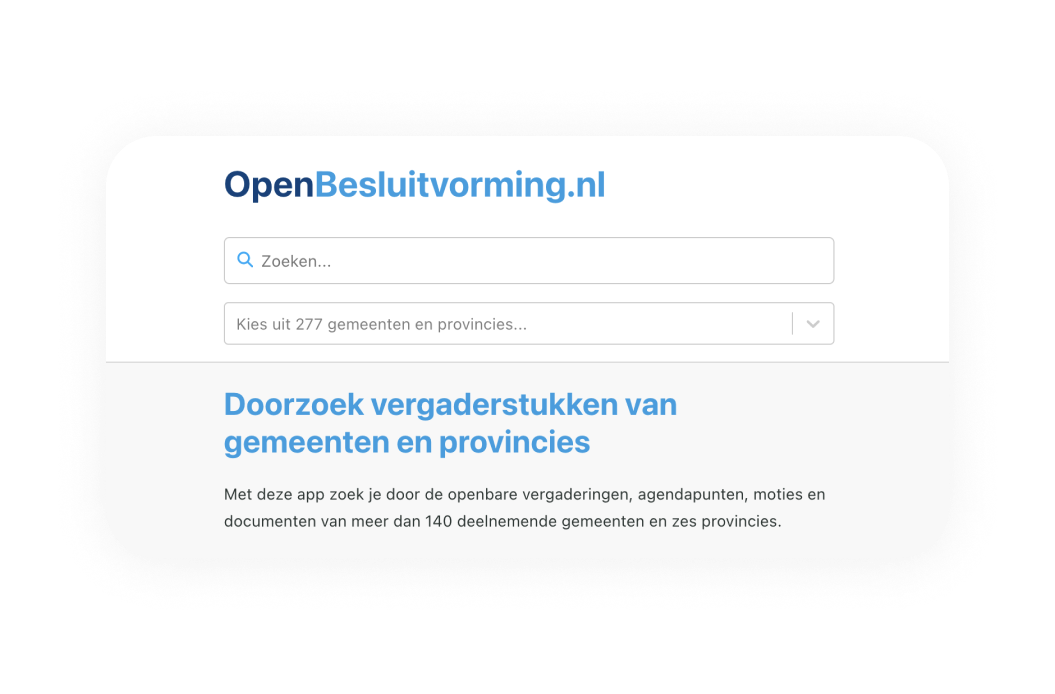 OpenBesluitvorming.nl
Zoeken...
Kies uit 277 gemeenten en provincies...
Doorzoek vergaderstukken van
gemeenten en provincies
Met deze app zoek je door de openbare vergaderingen, agendapunten, moties en
documenten van meer dan 140 deelnemende gemeenten en zes provincies.